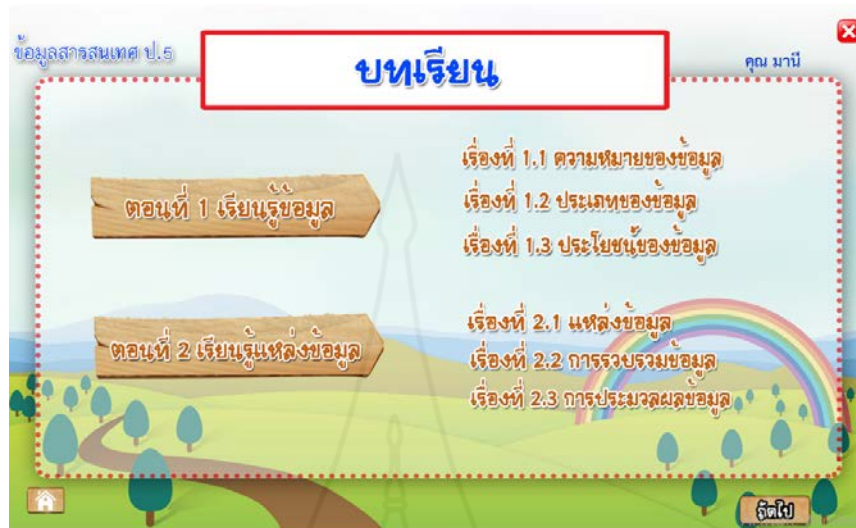 ข้อมูลสารสนเทศ ป.5
บทเรียน
คุณ มานี
ตอนที่ 1 เรียนรู้ข้อมูล
เรื่องที่ 1.1 ความหมายของข้อมูล
เรื่องที่ 1.2 ประเภทของข้อมูล
เรื่องที่ 1.3 ประโยชน์ของข้อมูล
ตอนที่ 2 เรียนรู้แหล่งข้อมูล
เรื่องที่ 2.1 แหล่งข้อมูล
เรื่องที่ 2.2 การรวบรวมข้อมูล
เรื่องที่ 2.3 การประมวลผลข้อมูล
ถัดไป